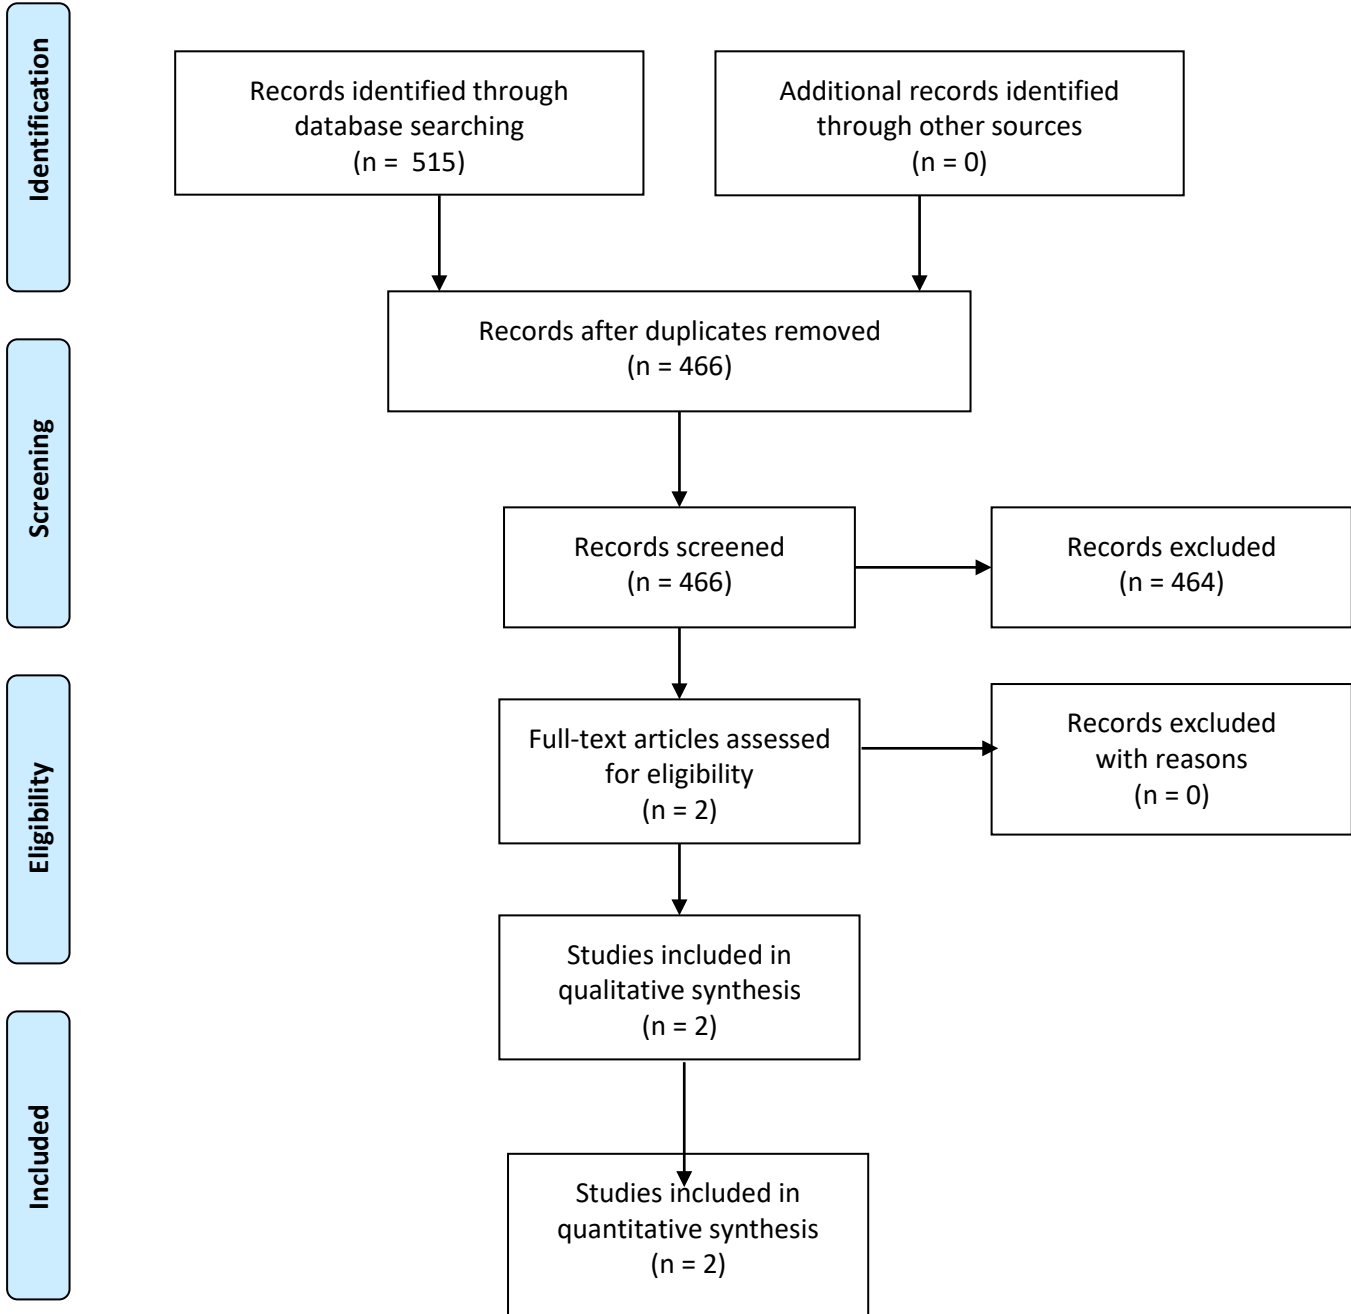 Identification
Records identified through
database searching
(n =  515)
Additional records identified
through other sources
(n = 0)
Records after duplicates removed
(n = 466)
Screening
Records screened
(n = 466)
Records excluded
(n = 464)
Eligibility
Full-text articles assessed
for eligibility
(n = 2)
Records excluded
with reasons
(n = 0)
Studies included in
qualitative synthesis
(n = 2)
Included
Studies included in
quantitative synthesis
(n = 2)